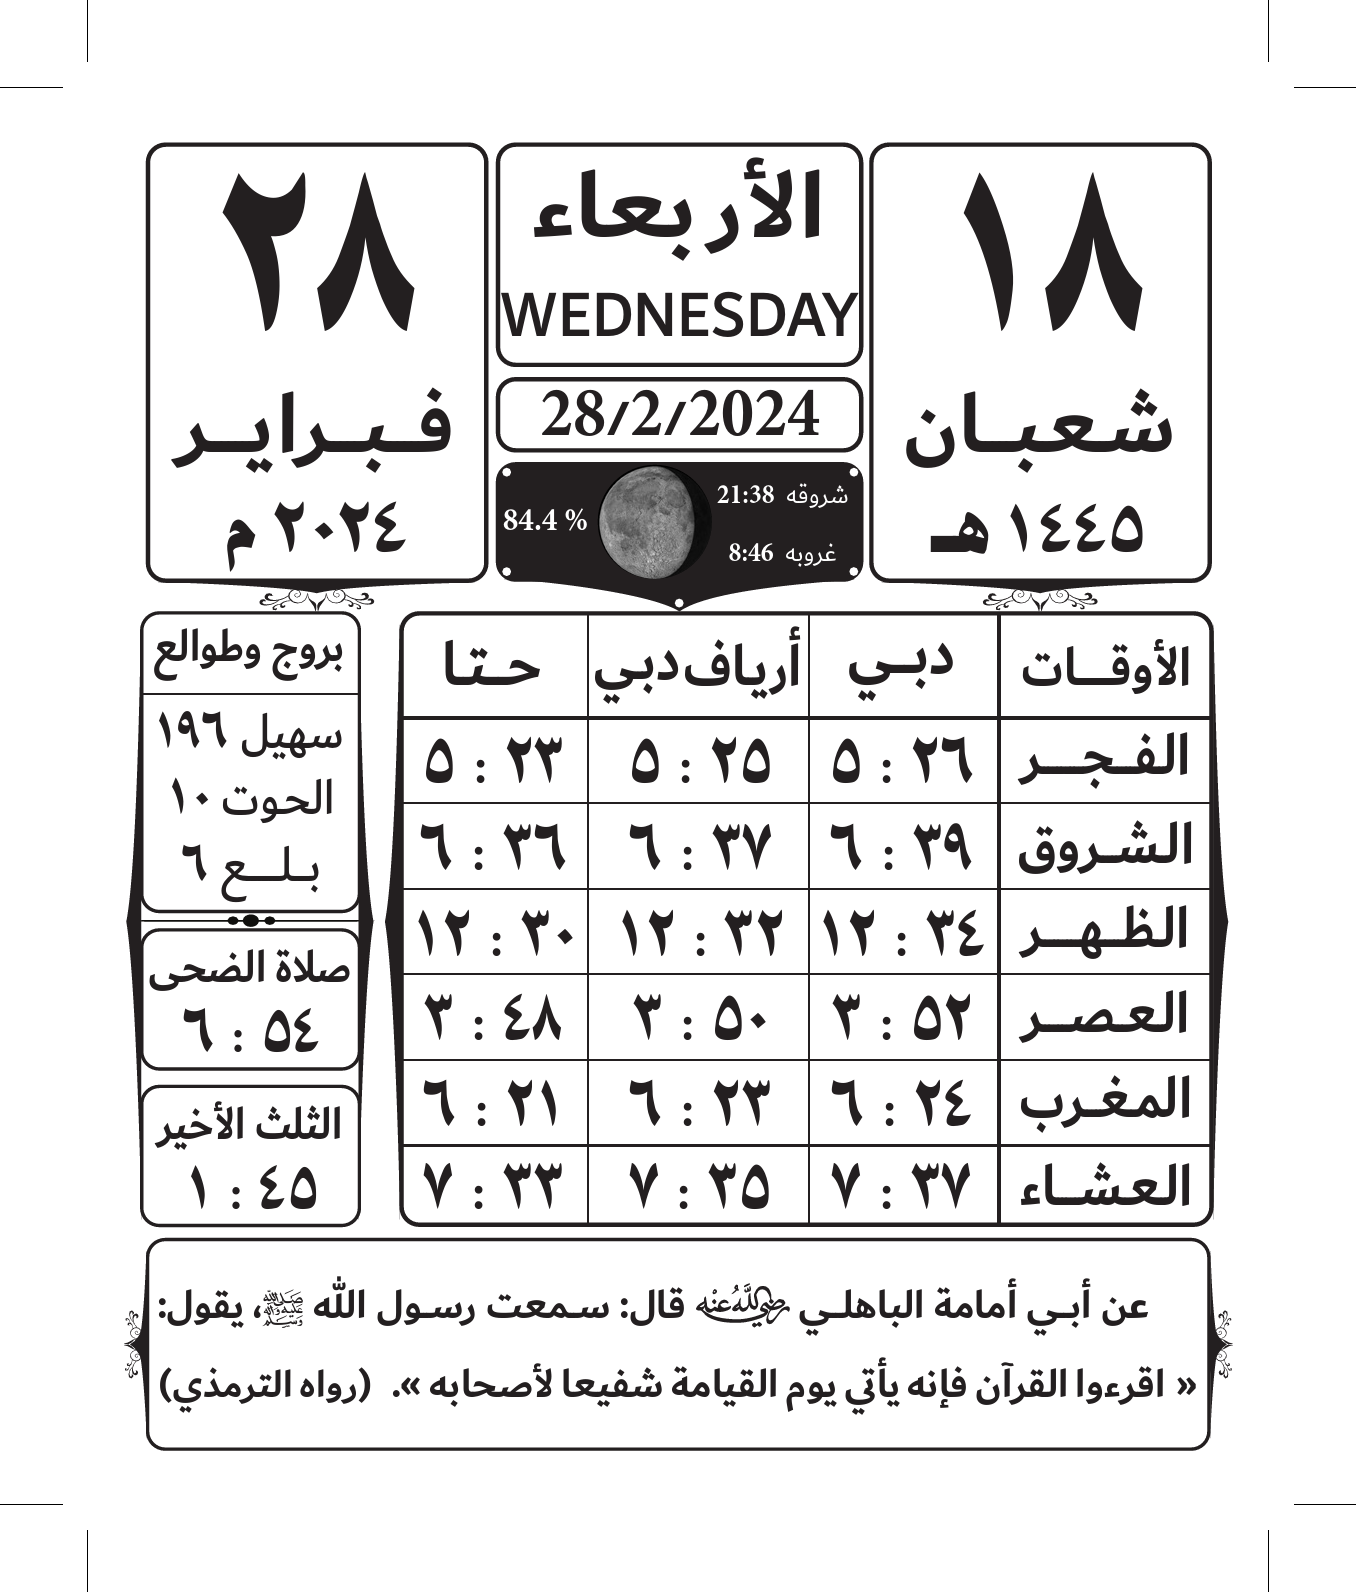 ١٨
شعبان
١٤٤٥ هـ
الأربعاء
WEDNESDAY
28/2/2024
شروقه 21:38
غروبه 8:46
84.4 %
٢٨
فبراير
٢٠٢٤ م
الأوقات دبي أرياف دبي حتا
الفجر ٥ : ٢٦ ٥ : ٢٥ ٥ : ٢٣
الشروق ٦ : ٣٩ ٦ : ٣٧ ٦ : ٣٦
الظهر ١٢ : ٣٤ ١٢ : ٣٢ ١٢ : ٣٠
العصر ٣ : ٥٢ ٣ : ٥٠ ٣ : ٤٨
المغرب ٦ : ٢٤ ٦ : ٢٣ ٦ : ٢١
العشاء ٧ : ٣٧ ٧ : ٣٥ ٧ : ٣٣
بروج وطوالع
سهيل ١٩٦
الحوت ١٠
بلع ٦
صلاة الضحى
٦ : ٥٤
الثلث الأخير
١ : ٤٥
عن أبي أمامة الباهلي رضي الله عنه قال: سمعت رسول الله ﷺ، يقول:
« اقرءوا القرآن فإنه يأتي يوم القيامة شفيعا لأصحابه ». (رواه الترمذي)